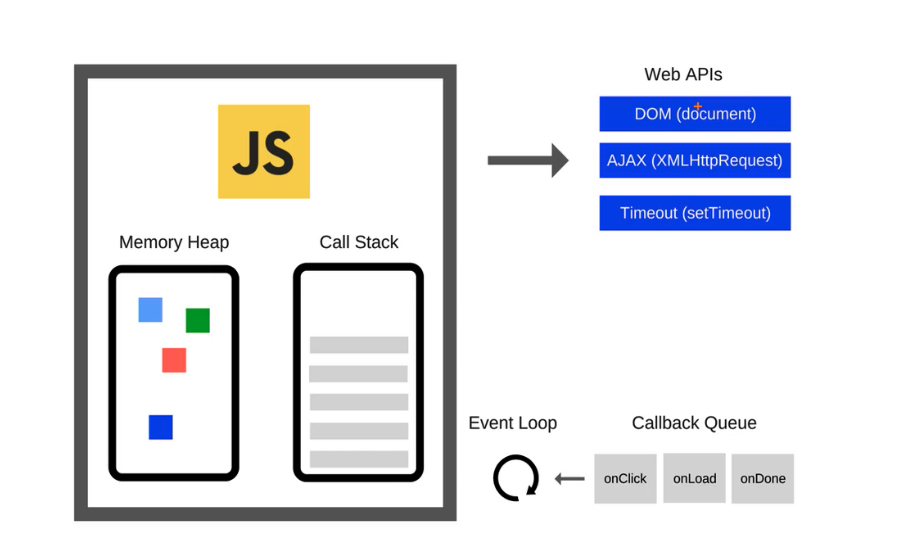 Web APIs
DOM (document)
AJAX (XMLHttpRequest)
Timeout (setTimeout)
JS
Memory Heap
Call Stack
Event Loop
Callback Queue
onClick
onLoad
onDone